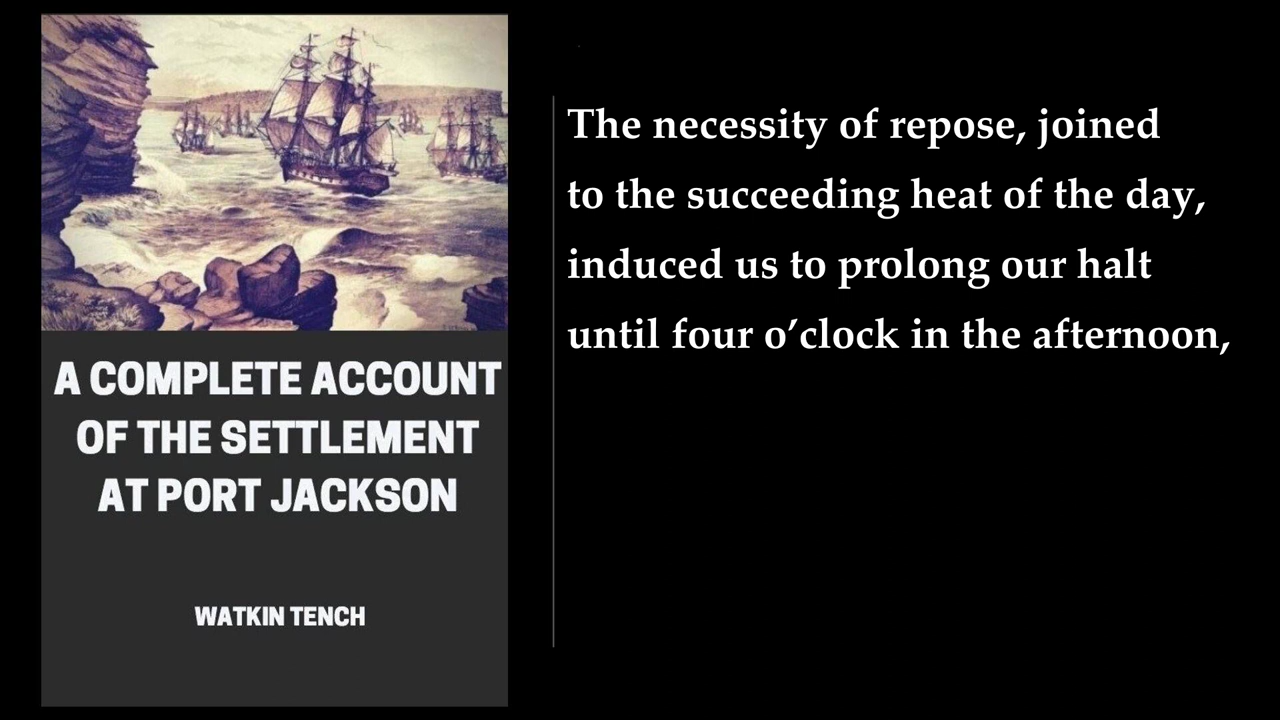 A COMPLETE ACCOUNT
OF THE SETTLEMENT
AT PORT JACKSON
WATKIN TENCH
The necessity of repose, joined
to the succeeding heat of the day,
induced us to prolong our halt
until four o’clock in the afternoon,